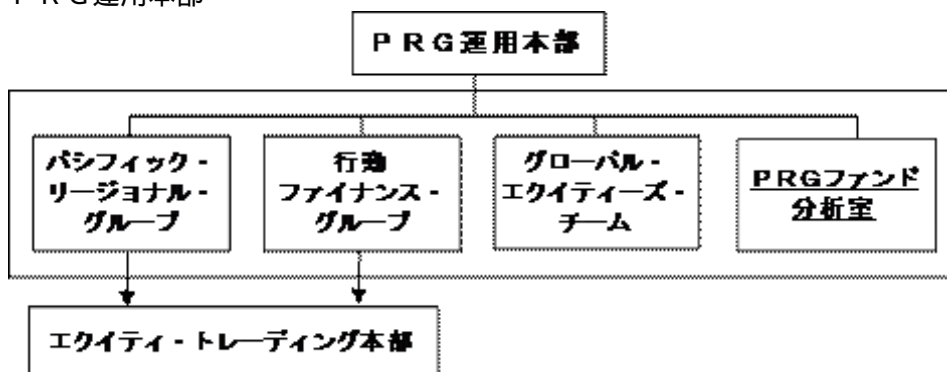 ＰＲＧ運用本部
ＰＲＧ運用本部
パシフィック・
リージョナル・
グループ
行動
ファイナンス・
グループ
グローバル・
エクイティーズ・
チーム
ＰＲＧファンド
分析室
エクイティ・トレーディング本部